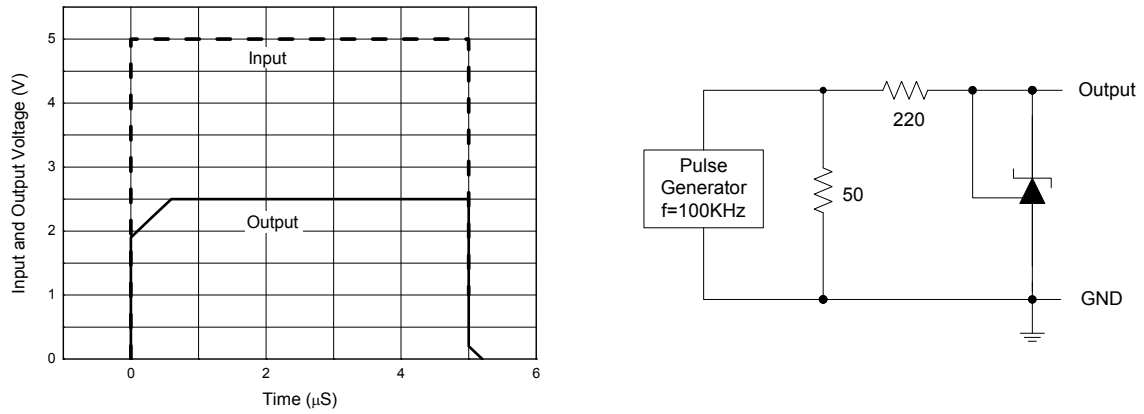 Input and Output Voltage (V)
5
4
3
2
1
0
Input
Output
0
2
4
6
Time (μS)
Pulse
Generator
f=100KHz
50
220
Output
GND